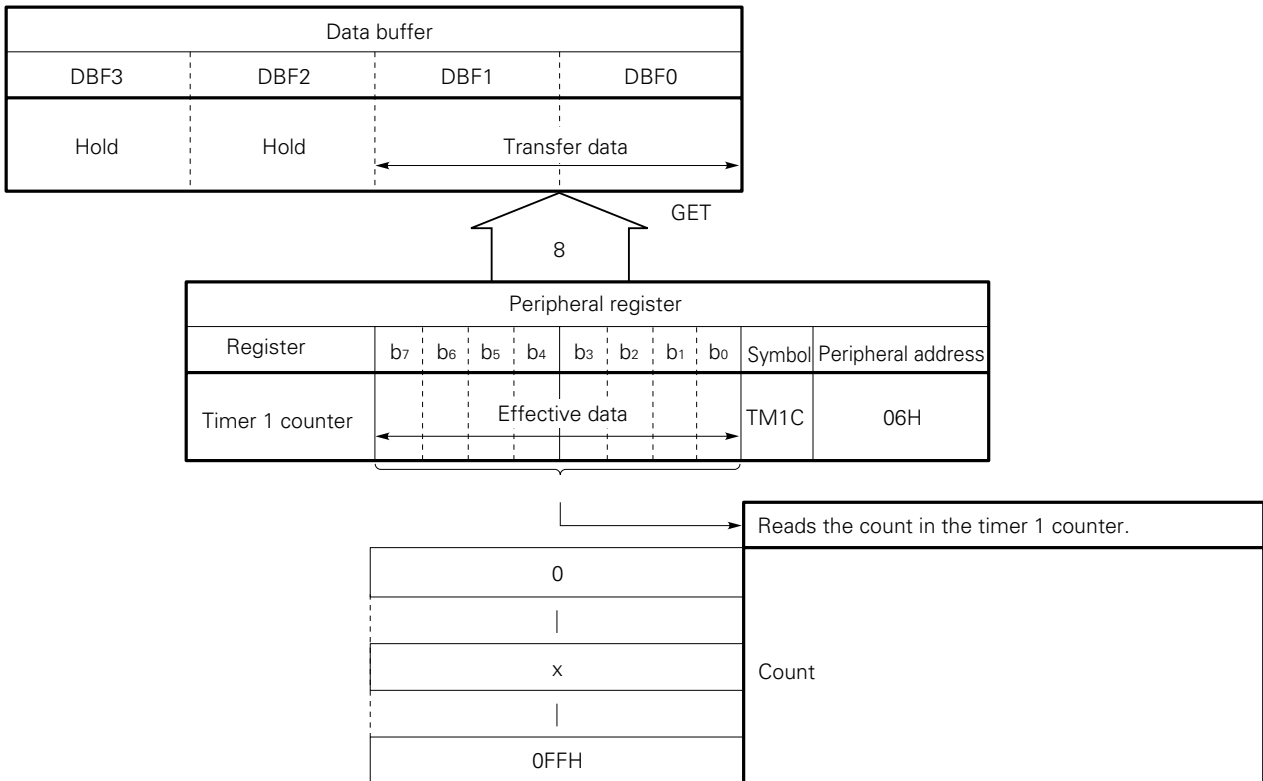 Data buffer
DBF3 DBF2 DBF1 DBF0
Hold Hold Transfer data
GET
8
Peripheral register
Register b7 b6 b5 b4 b3 b2 b1 b0 Symbol Peripheral address
Timer 1 counter Effective data TM1C 06H
Reads the count in the timer 1 counter.
0
x Count
0FFH